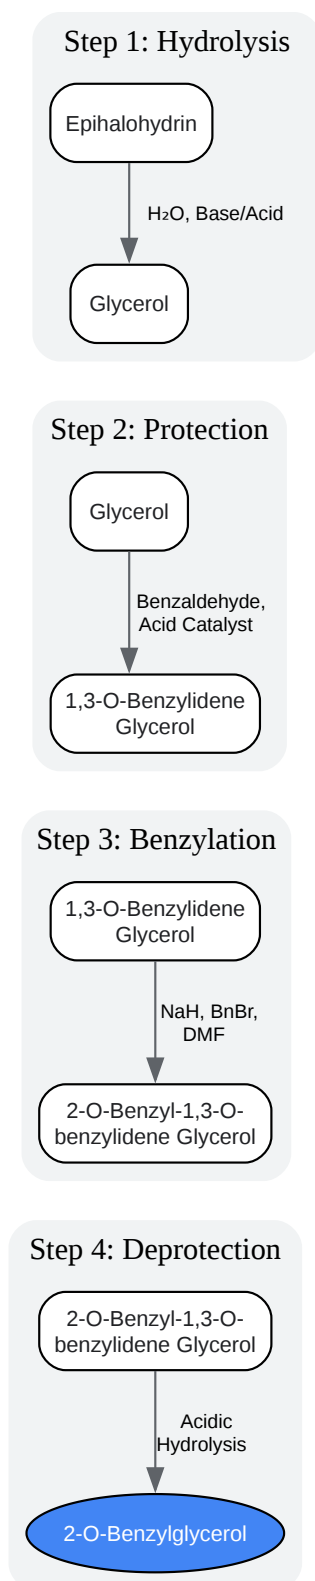 Step 1: Hydrolysis
Epihalohydrin
H₂O, Base/Acid
Glycerol
Step 2: Protection
Glycerol
Benzaldehyde,
Acid Catalyst
1,3-O-Benzylidene
Glycerol
Step 3: Benzylation
1,3-O-Benzylidene
Glycerol
NaH, BnBr,
DMF
2-O-Benzyl-1,3-O-
benzylidene Glycerol
Step 4: Deprotection
2-O-Benzyl-1,3-O-
benzylidene Glycerol
Acidic
Hydrolysis
2-O-Benzylglycerol